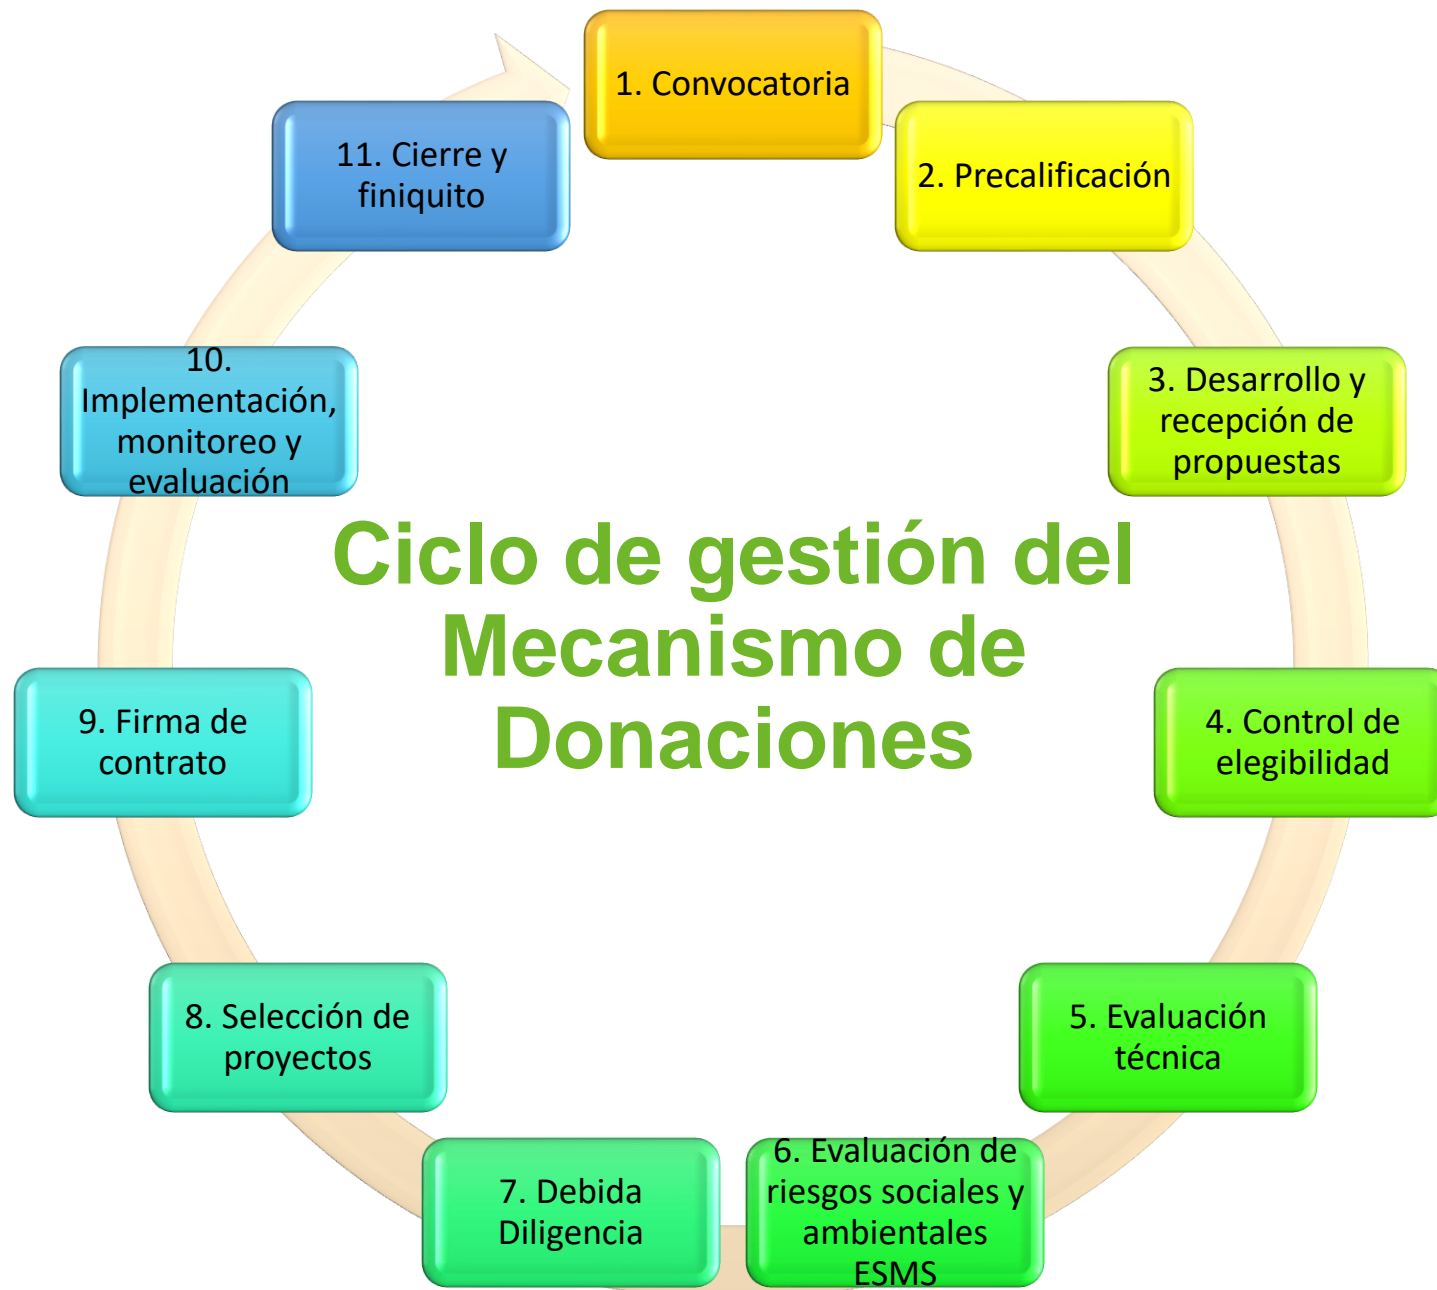 1. Convocatoria
2. Precalificación
3. Desarrollo y
recepción de
propuestas
4. Control de
elegibilidad
5. Evaluación
técnica
6. Evaluación de
riesgos sociales y
ambientales
ESMS
7. Debida
Diligencia
8. Selección de
proyectos
9. Firma de
contrato
10.
Implementación,
monitoreo y
evaluación
11. Cierre y
finiquito
Ciclo de gestión del
Mecanismo de
Donaciones